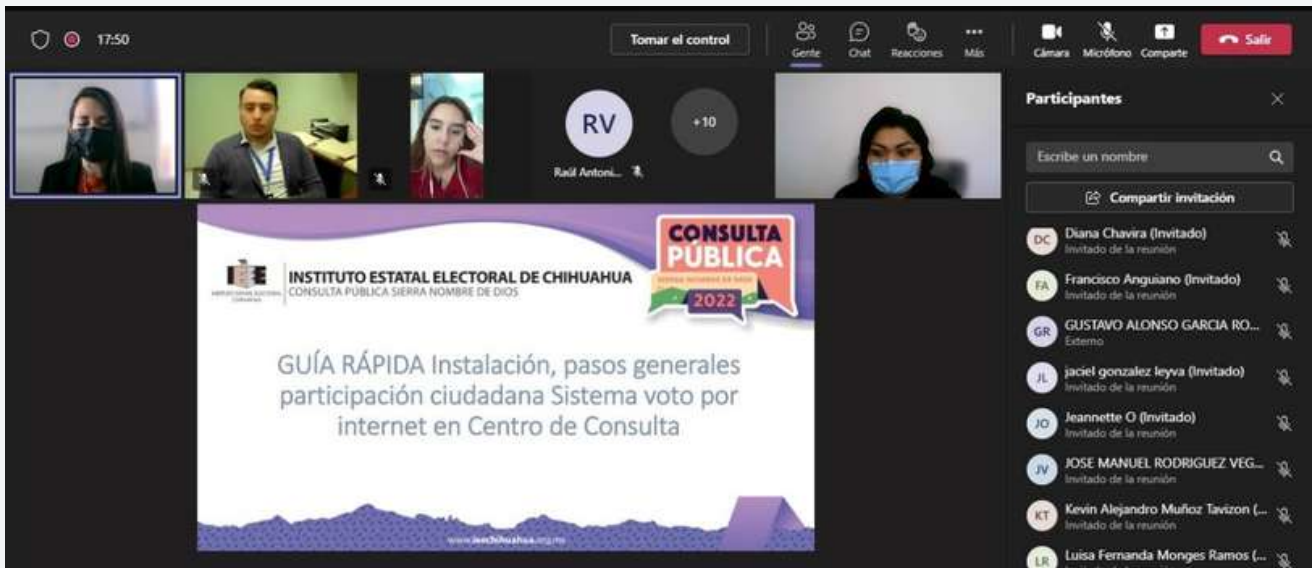 17:50
Tomar el control
Gente
Chat
Reacciones
Más
Cámara
Micrófono
Comparte
Salir
RV
Raúl Antoni...
+10
INSTITUTO ESTATAL ELECTORAL DE CHIHUAHUA
CONSULTA PÚBLICA SIERRA NOMBRE DE DIOS
CONSULTA
PÚBLICA
SIERRA NOMBRE DE DIOS
2022
GUÍA RÁPIDA Instalación, pasos generales
participación ciudadana Sistema voto por
internet en Centro de Consulta
www.ieechihuahua.org.mx
Participantes
Escribe un nombre
Compartir invitación
DC
Diana Chavira (Invitado)
Invitado de la reunión
FA
Francisco Anguiano (Invitado)
Invitado de la reunión
GR
GUSTAVO ALONSO GARCIA RO...
Externo
JL
jaciel gonzalez leyva (Invitado)
Invitado de la reunión
JO
Jeannette O (Invitado)
Invitado de la reunión
JV
JOSE MANUEL RODRIGUEZ VEG...
Invitado de la reunión
KT
Kevin Alejandro Muñoz Tavizon (...
Invitado de la reunión
LR
Luisa Fernanda Monges Ramos (...